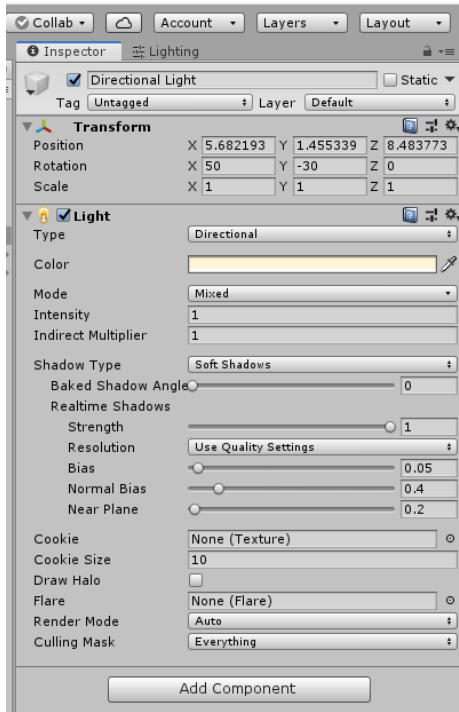 Collab Account Layers Layout
Inspector Lighting
Directional Light Static
Tag Untagged Layer Default
Transform
Position X 5.682193 Y 1.455339 Z 8.483773
Rotation X 50 Y -30 Z 0
Scale X 1 Y 1 Z 1
Light
Type Directional
Color
Mode Mixed
Intensity 1
Indirect Multiplier 1
Shadow Type Soft Shadows
Baked Shadow Angle 0
Realtime Shadows
Strength 1
Resolution Use Quality Settings
Bias 0.05
Normal Bias 0.4
Near Plane 0.2
Cookie None (Texture)
Cookie Size 10
Draw Halo
Flare None (Flare)
Render Mode Auto
Culling Mask Everything
Add Component